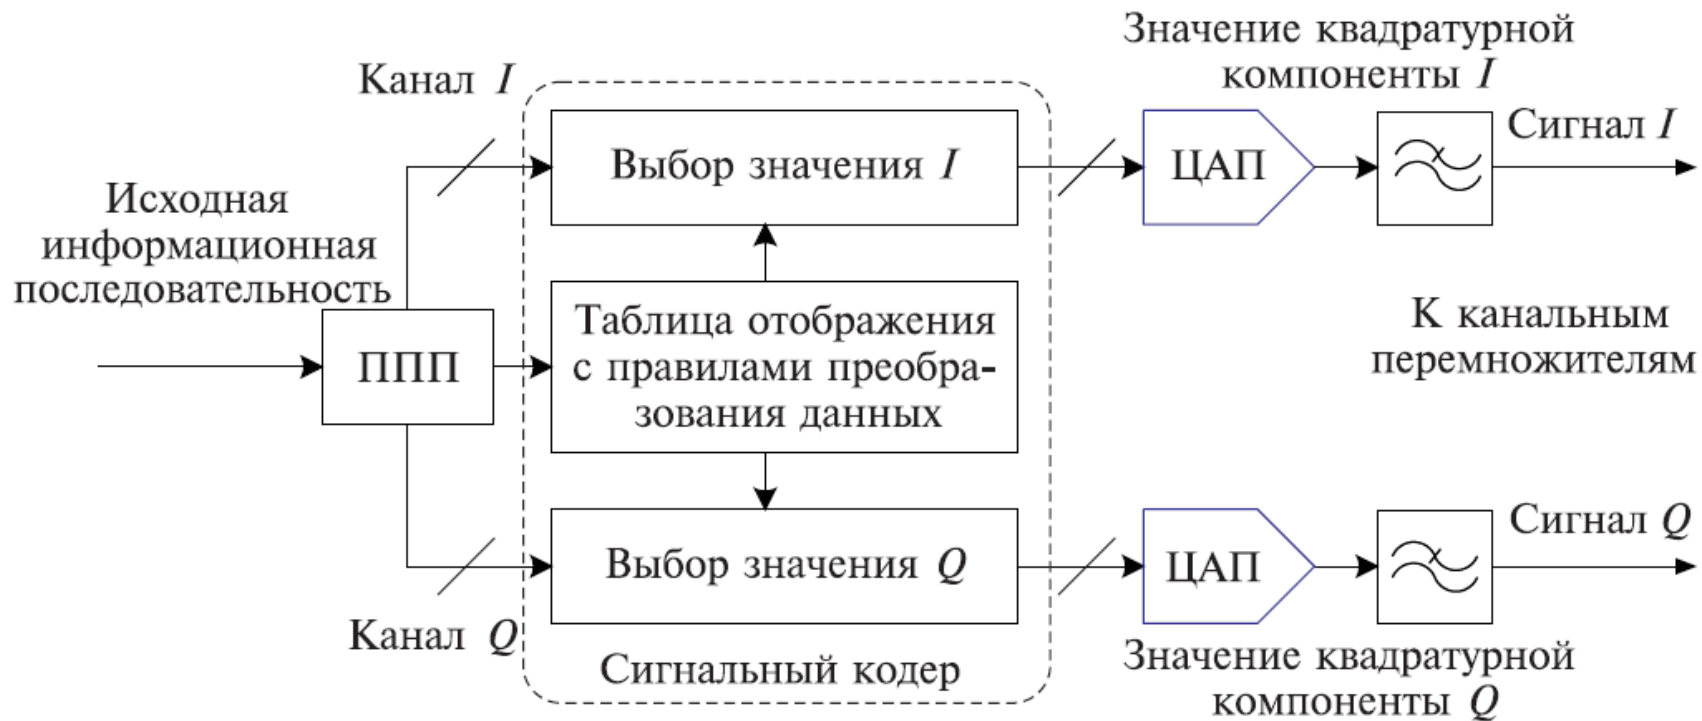 Значение квадратурной
компоненты I
Канал I
Сигнал I
Выбор значения I
ЦАП
Исходная
информационная
последовательность
ППП
Таблица отображения
с правилами преобра-
зования данных
К канальным
перемножителям
Сигнал Q
Выбор значения Q
ЦАП
Канал Q
Сигнальный кодер
Значение квадратурной
компоненты Q